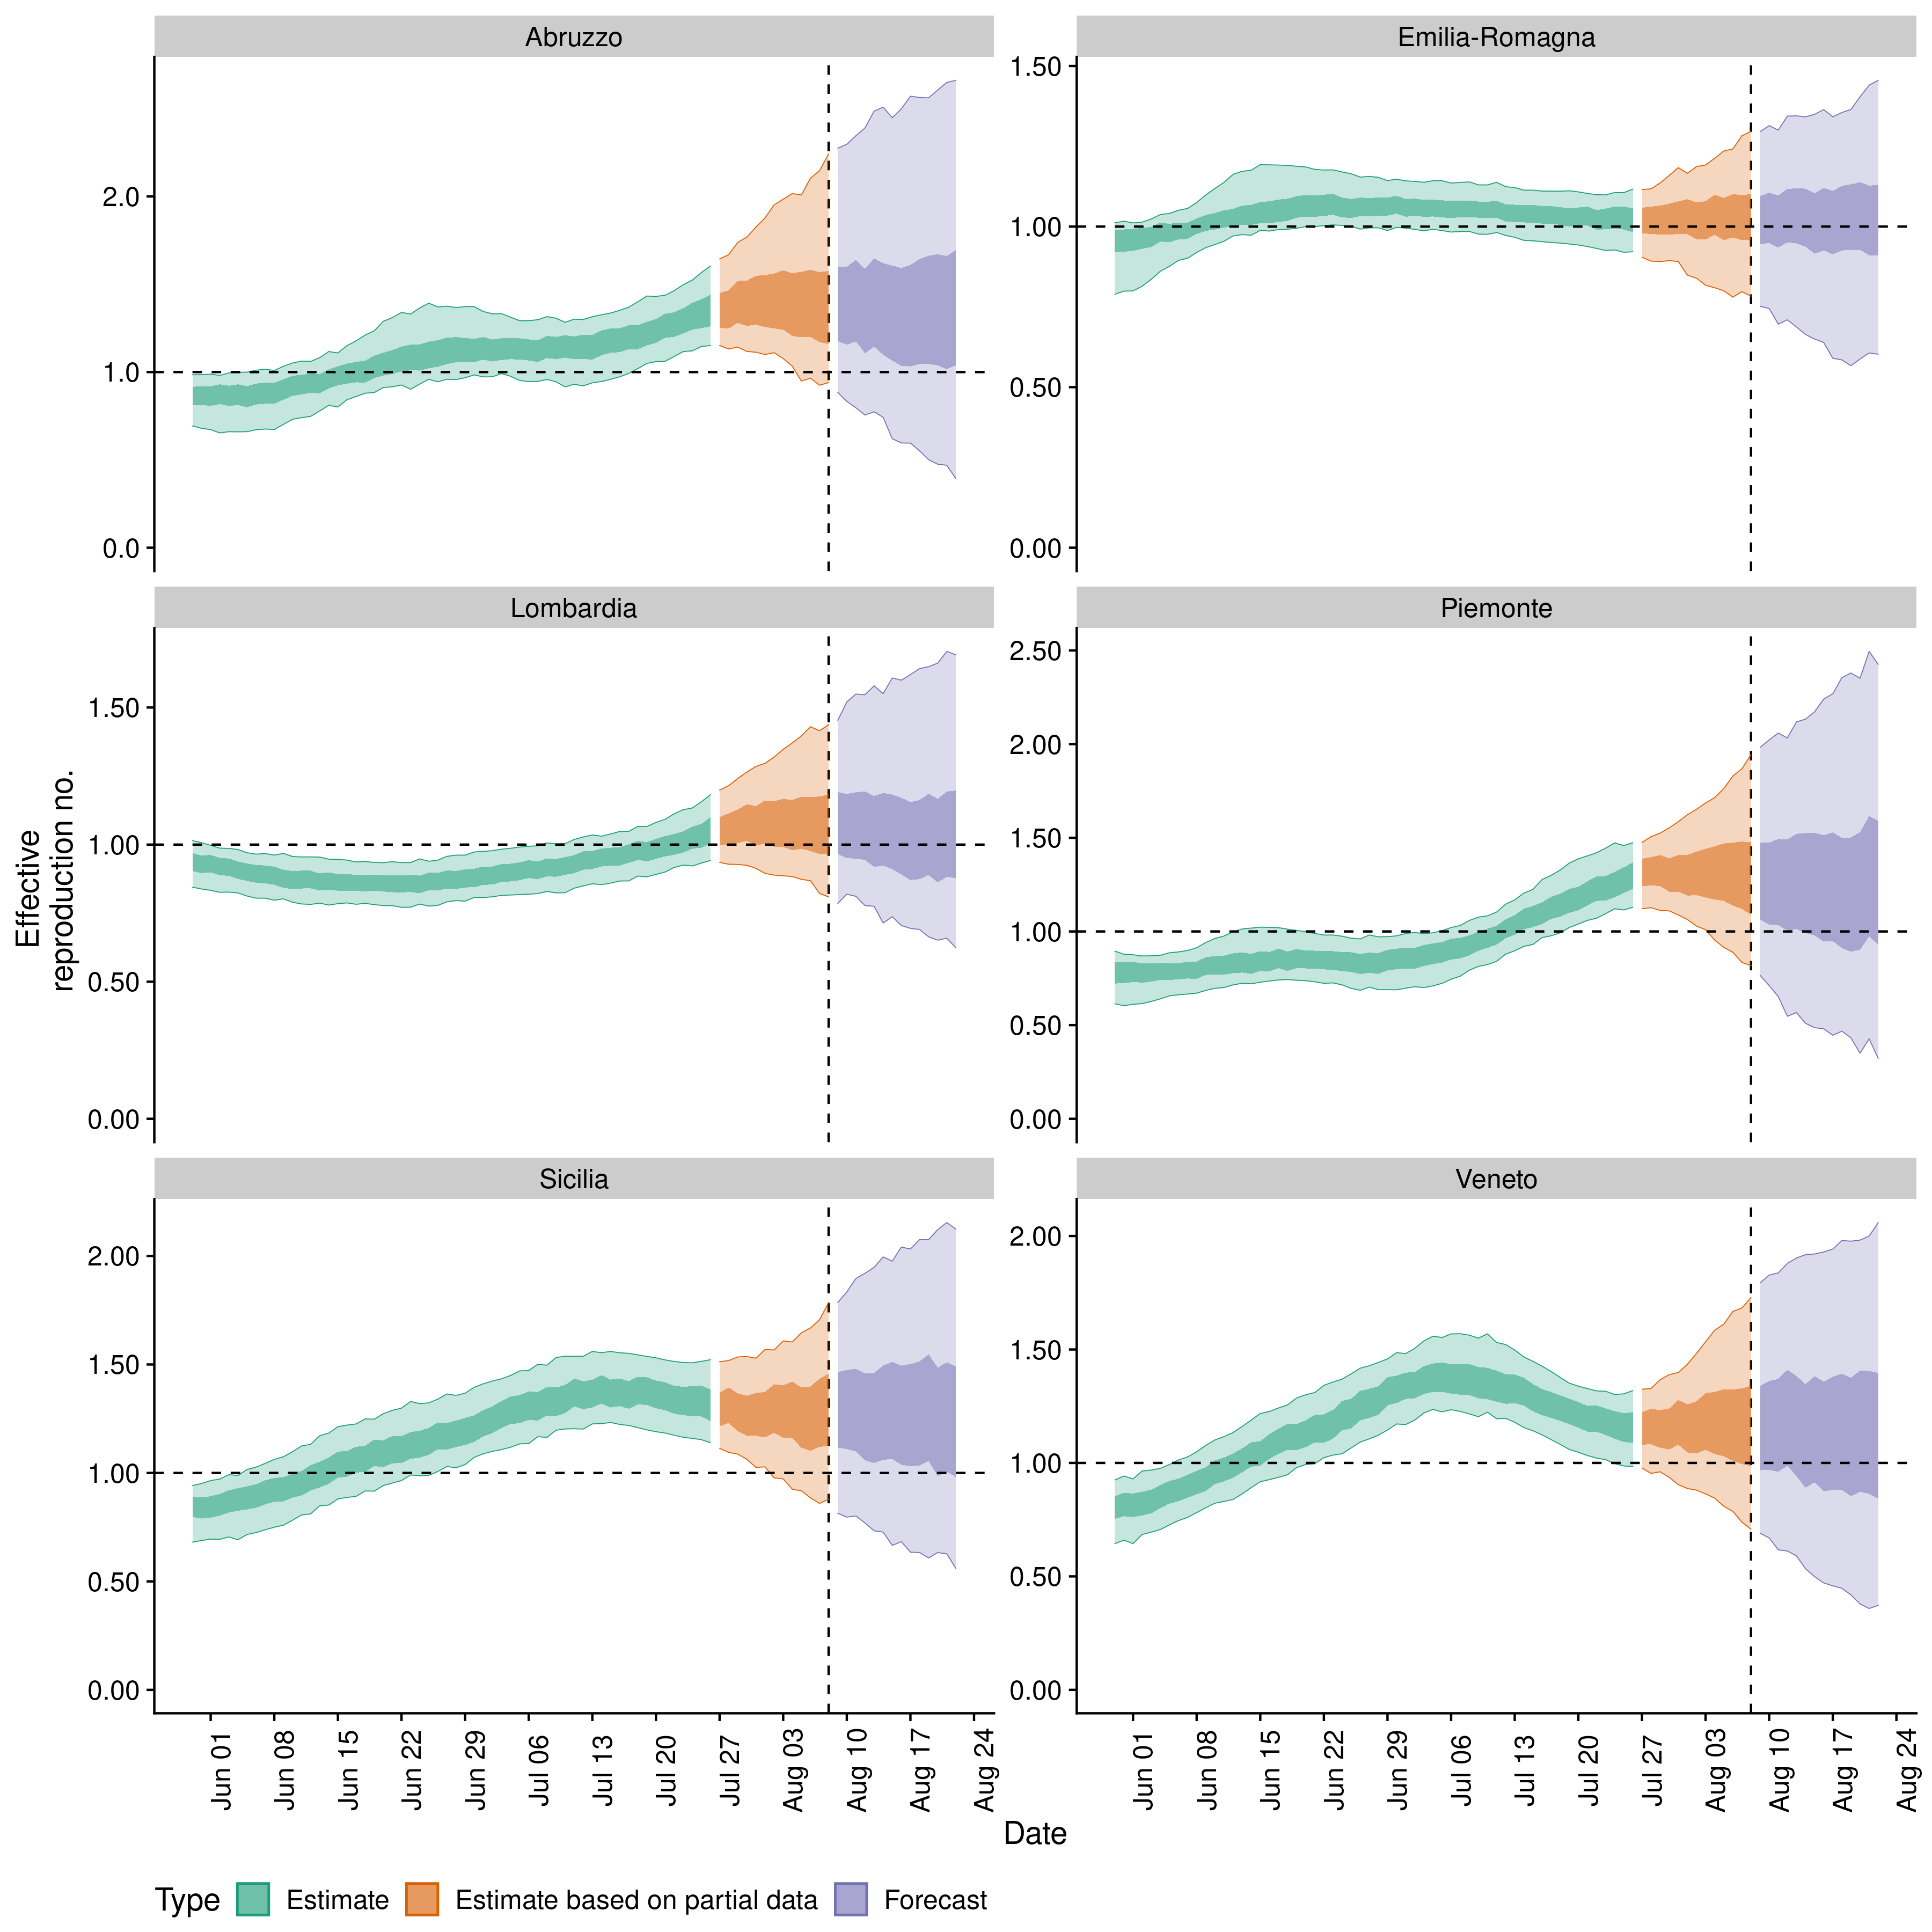 Abruzzo
Emilia-Romagna
2.0
1.0
0.0
1.50
1.00
0.50
0.00
Lombardia
Piemonte
1.50
1.00
0.50
0.00
2.50
2.00
1.50
1.00
0.50
0.00
Sicilia
Veneto
2.00
1.50
1.00
0.50
0.00
2.00
1.50
1.00
0.50
0.00
Effective
reproduction no.
Jun 01
Jun 08
Jun 15
Jun 22
Jun 29
Jul 06
Jul 13
Jul 20
Jul 27
Aug 03
Aug 10
Aug 17
Aug 24
Jun 01
Jun 08
Jun 15
Jun 22
Jun 29
Jul 06
Jul 13
Jul 20
Jul 27
Aug 03
Aug 10
Aug 17
Aug 24
Date
Type Estimate Estimate based on partial data Forecast